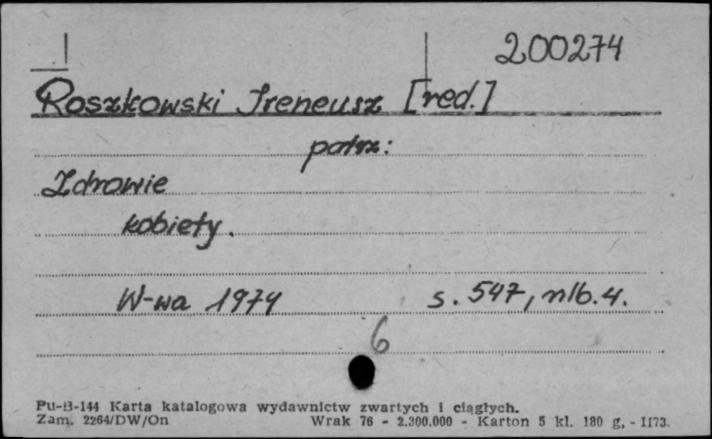 200274
Roszkowski Ireneusz [red.]
patrz:
Zdrowie
kobiety.
W-wa 1974 s. 547, nlb. 4.
6
Pu-B-144 Karta katalogowa wydawnictw zwartych i ciągłych.
Zam. 2264/DW/On Wrak 76 - 2.300.000 - Karton 5 kl. 180 g, - II73.